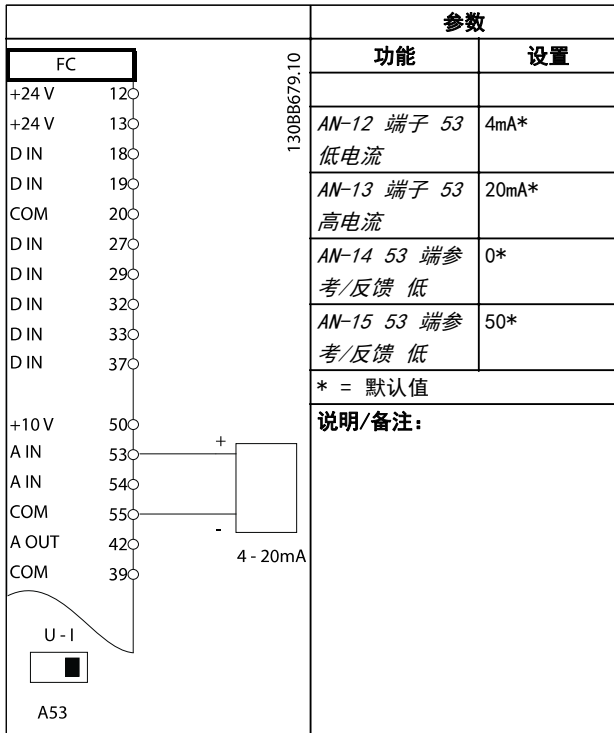 参数
功能 设置
FC
+24 V 12
+24 V 13
D IN 18
D IN 19
COM 20
D IN 27
D IN 29
D IN 32
D IN 33
D IN 37
+10 V 50
A IN 53
A IN 54
COM 55
A OUT 42
COM 39
+
-
4 - 20mA
U - I
A53
130BB679.10
AN-12 端子 53 4mA*
低电流
AN-13 端子 53 20mA*
高电流
AN-14 53 端参 0*
考/反馈 低
AN-15 53 端参 50*
考/反馈 低
* = 默认值
说明/备注: